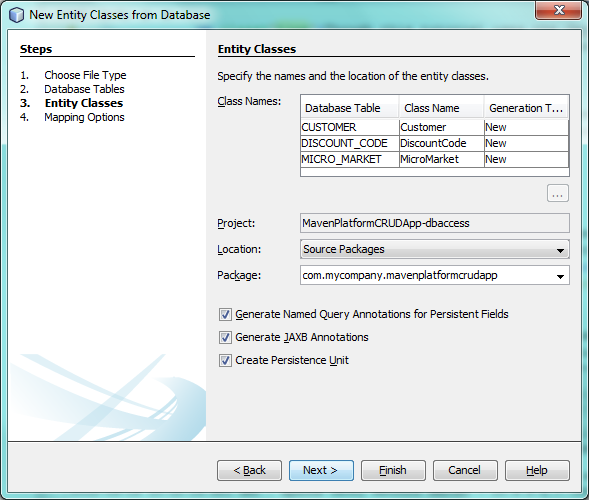 New Entity Classes from Database
Steps
1. Choose File Type
2. Database Tables
3. Entity Classes
4. Mapping Options
Entity Classes
Specify the names and the location of the entity classes.
Class Names:
Database Table Class Name Generation T...
CUSTOMER Customer New
DISCOUNT_CODE DiscountCode New
MICRO_MARKET MicroMarket New
...
Project: MavenPlatformCRUDApp-dbaccess
Location: Source Packages
Package: com.mycompany.mavenplatformcrudapp
Generate Named Query Annotations for Persistent Fields
Generate JAXB Annotations
Create Persistence Unit
< Back Next > Finish Cancel Help